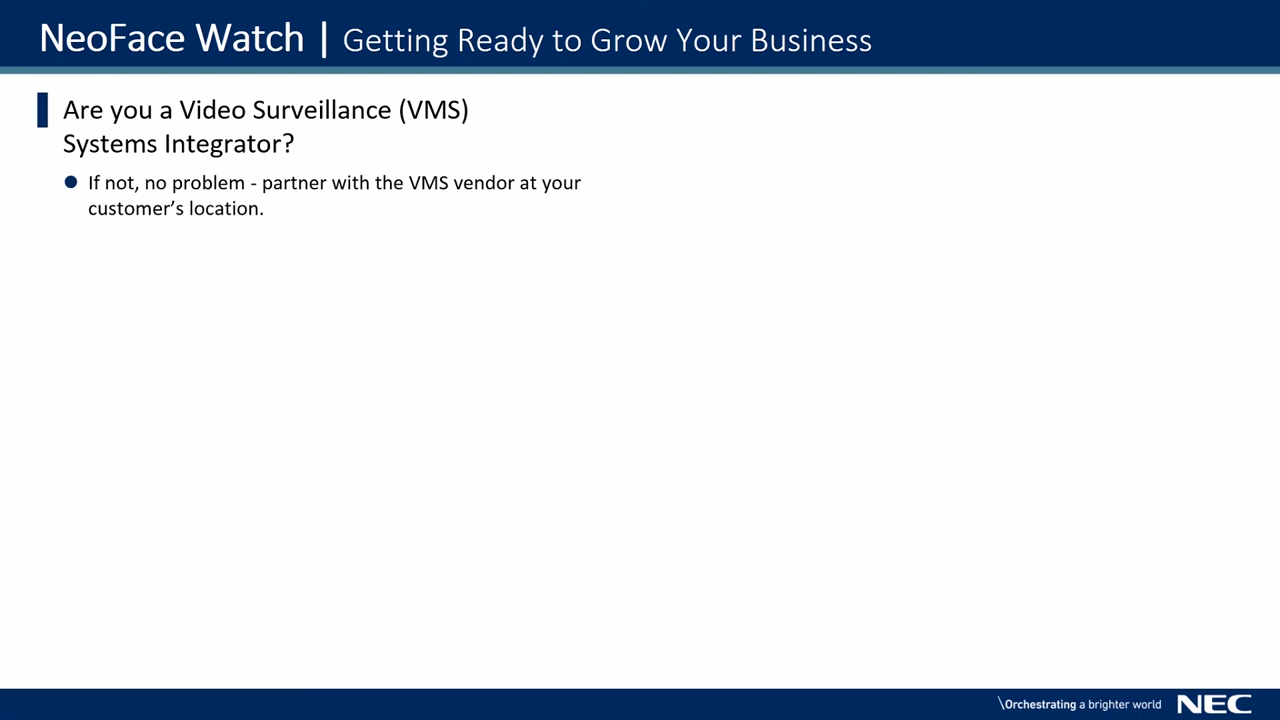 NeoFace Watch | Getting Ready to Grow Your Business
Are you a Video Surveillance (VMS)
Systems Integrator?
If not, no problem - partner with the VMS vendor at your
customer’s location.
\Orchestrating a brighter world NEC